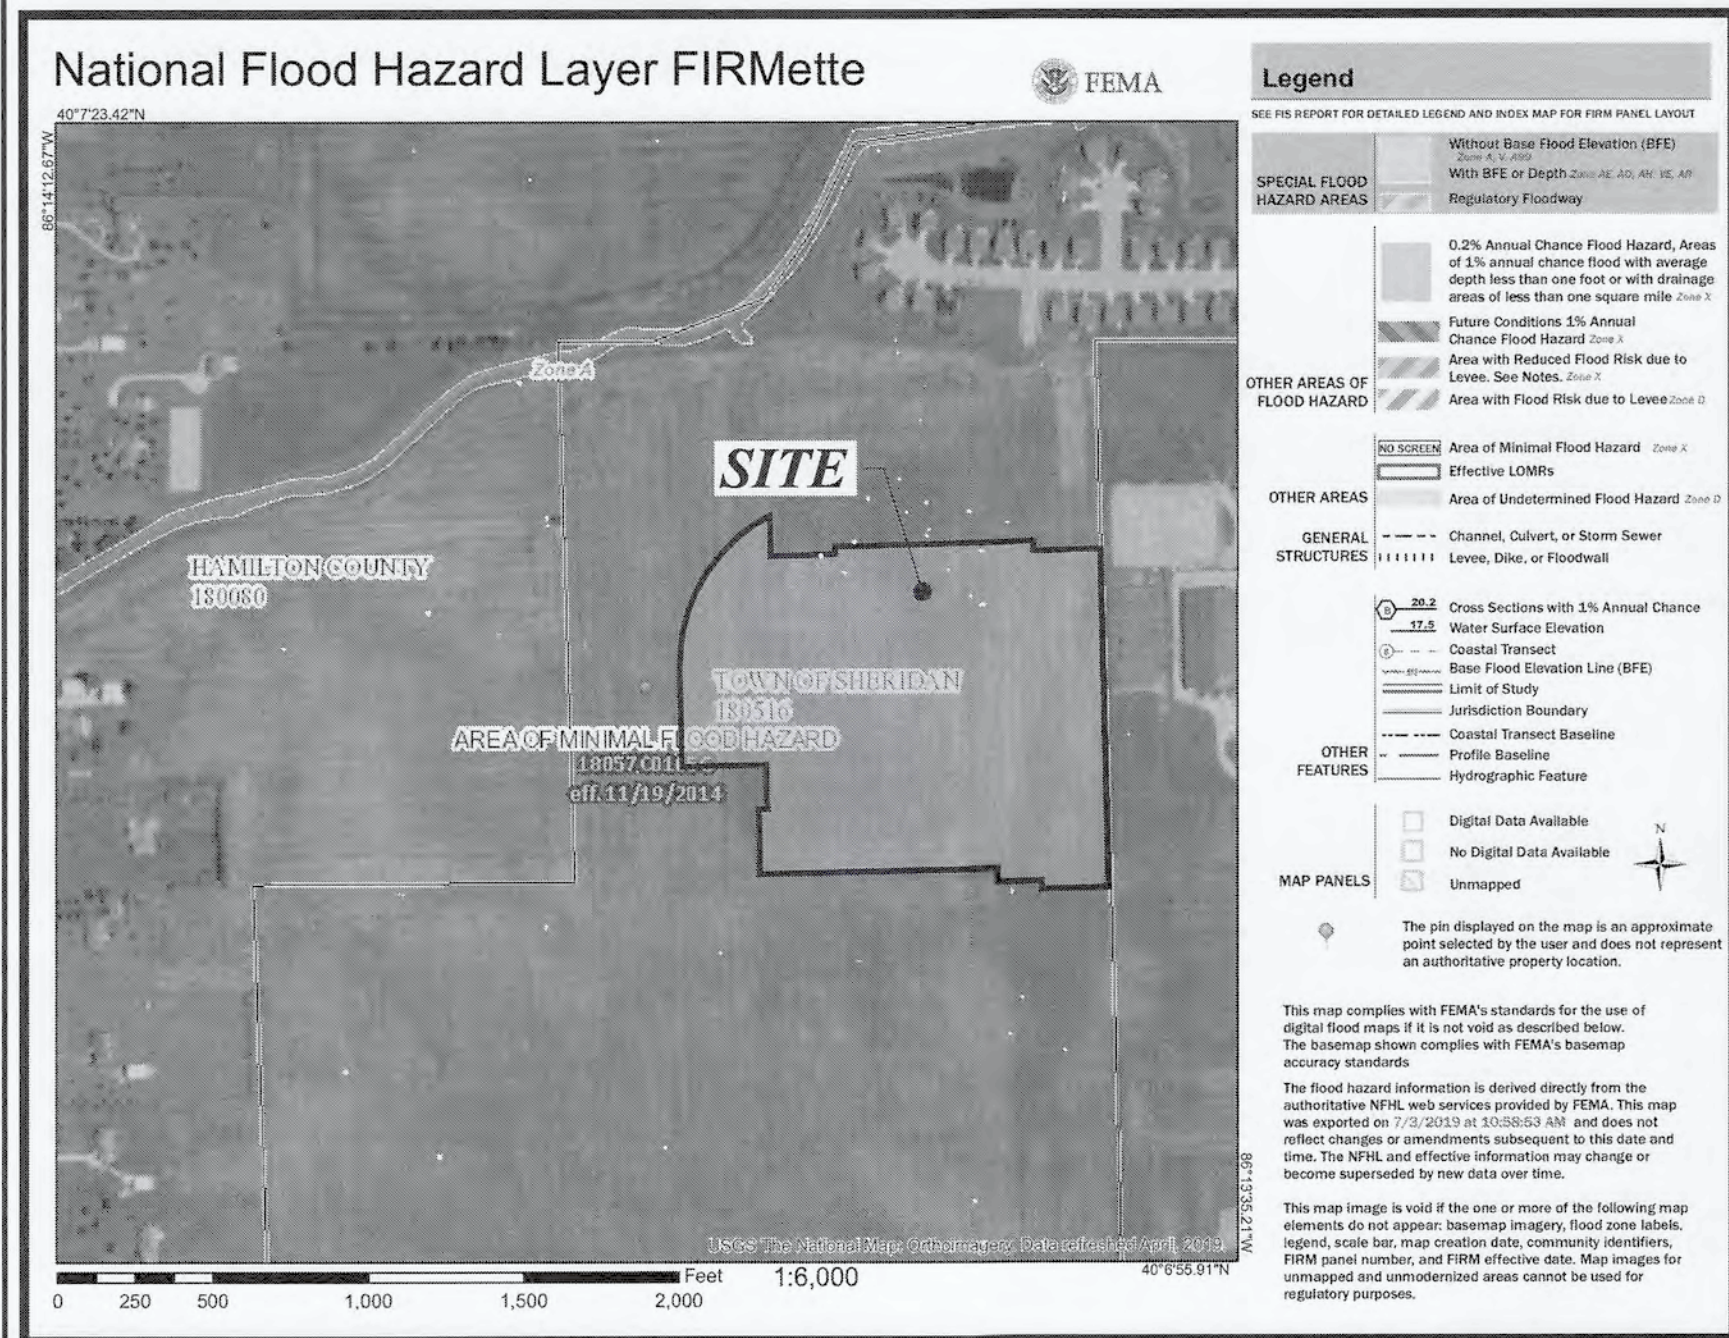 National Flood Hazard Layer FIRMette
FEMA
40°7'23.42"N
86°14'12.67"W
Zone A
SITE
HAMILTON COUNTY
180080
TOWN OF SHERIDAN
180516
AREA OF MINIMAL FLOOD HAZARD
eff. 11/19/2014
USGS The National Map: Orthoimagery. Data refreshed April, 2019.
86°13'35.21"W
40°6'55.91"N
Feet
1:6,000
0
250
500
1,000
1,500
2,000
Legend
SEE FIS REPORT FOR DETAILED LEGEND AND INDEX MAP FOR FIRM PANEL LAYOUT
SPECIAL FLOOD
HAZARD AREAS
Without Base Flood Elevation (BFE)
Zone A, V, A99
With BFE or Depth Zone AE, AO, AH, VE, AR
Regulatory Floodway
OTHER AREAS OF
FLOOD HAZARD
0.2% Annual Chance Flood Hazard, Areas
of 1% annual chance flood with average
depth less than one foot or with drainage
areas of less than one square mile Zone X
Future Conditions 1% Annual
Chance Flood Hazard Zone X
Area with Reduced Flood Risk due to
Levee. See Notes. Zone X
Area with Flood Risk due to Levee Zone D
OTHER AREAS
NO SCREEN Area of Minimal Flood Hazard Zone X
Effective LOMRs
Area of Undetermined Flood Hazard Zone D
GENERAL
STRUCTURES
Channel, Culvert, or Storm Sewer
Levee, Dike, or Floodwall
OTHER
FEATURES
B 20.2 Cross Sections with 1% Annual Chance
17.5 Water Surface Elevation
Coastal Transect
Base Flood Elevation Line (BFE)
Limit of Study
Jurisdiction Boundary
Coastal Transect Baseline
Profile Baseline
Hydrographic Feature
MAP PANELS
Digital Data Available
No Digital Data Available
Unmapped
N
The pin displayed on the map is an approximate
point selected by the user and does not represent
an authoritative property location.
This map complies with FEMA's standards for the use of
digital flood maps if it is not void as described below.
The basemap shown complies with FEMA's basemap
accuracy standards
The flood hazard information is derived directly from the
authoritative NFHL web services provided by FEMA. This map
was exported on 7/3/2019 at 10:58:53 AM and does not
reflect changes or amendments subsequent to this date and
time. The NFHL and effective information may change or
become superseded by new data over time.
This map image is void if the one or more of the following map
elements do not appear: basemap imagery, flood zone labels,
legend, scale bar, map creation date, community identifiers,
FIRM panel number, and FIRM effective date. Map images for
unmapped and unmodernized areas cannot be used for
regulatory purposes.